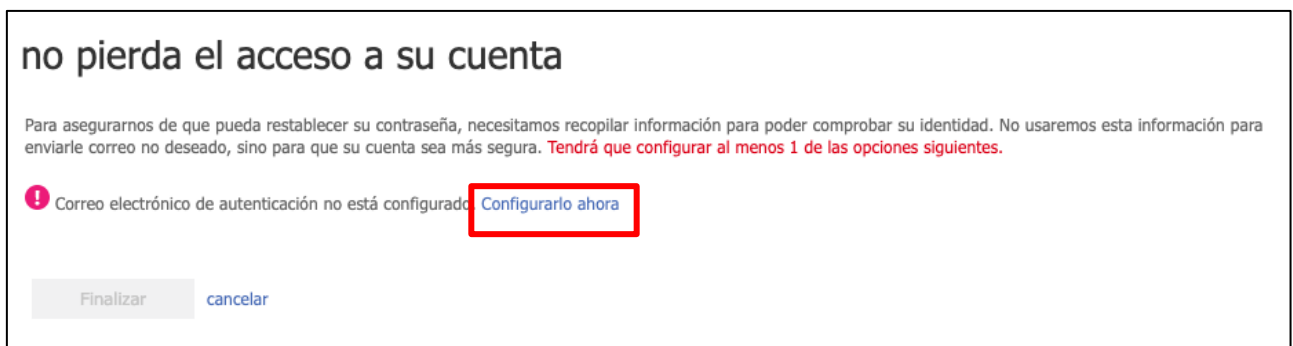 no pierda el acceso a su cuenta
Para asegurarnos de que pueda restablecer su contraseña, necesitamos recopilar información para poder comprobar su identidad. No usaremos esta información para
enviarle correo no deseado, sino para que su cuenta sea más segura. Tendrá que configurar al menos 1 de las opciones siguientes.
! Correo electrónico de autenticación no está configurado Configurarlo ahora
Finalizar cancelar